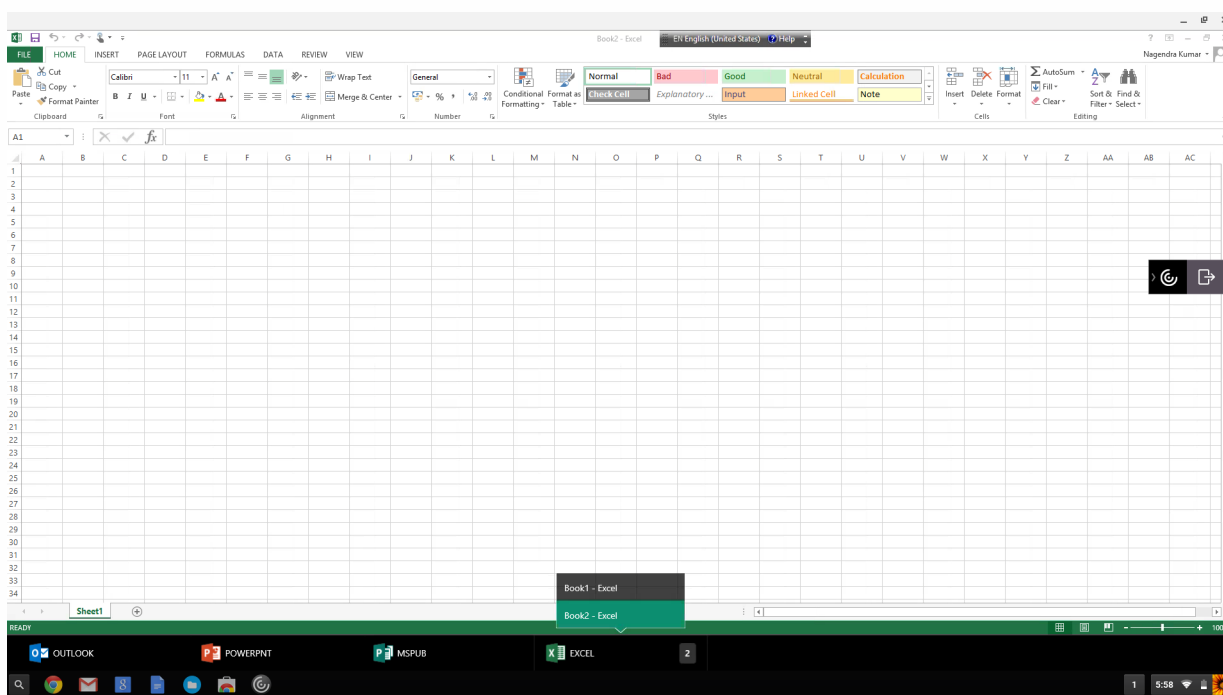 Book2 - Excel EN English (United States) Help
FILE HOME INSERT PAGE LAYOUT FORMULAS DATA REVIEW VIEW Nagendra Kumar
Paste Cut Copy Format Painter
Calibri 11 A A
B I U A
Wrap Text
Merge & Center
General
% ,
Conditional Formatting Format as Table
Normal Bad Good Neutral Calculation
Check Cell Explanatory ... Input Linked Cell Note
Insert Delete Format
AutoSum Fill Clear
Sort & Filter Find & Select
Clipboard Font Alignment Number Styles Cells Editing
A1 fx
A B C D E F G H I J K L M N O P Q R S T U V W X Y Z AA AB AC
1
2
3
4
5
6
7
8
9
10
11
12
13
14
15
16
17
18
19
20
21
22
23
24
25
26
27
28
29
30
31
32
33
34
Book1 - Excel
Sheet1
Book2 - Excel
READY 100
OUTLOOK POWERPNT MSPUB EXCEL 2
8 1 5:58